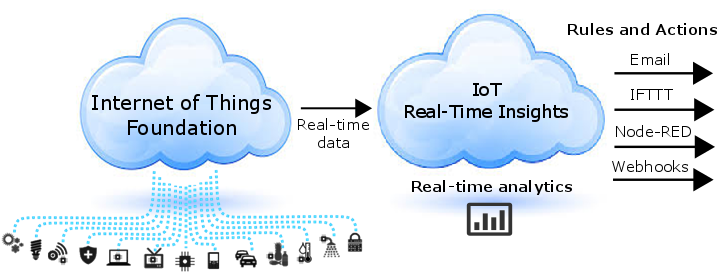 Internet of Things
Foundation
Real-time
data
IoT
Real-Time Insights
Real-time analytics
Rules and Actions
Email
IFTTT
Node-RED
Webhooks